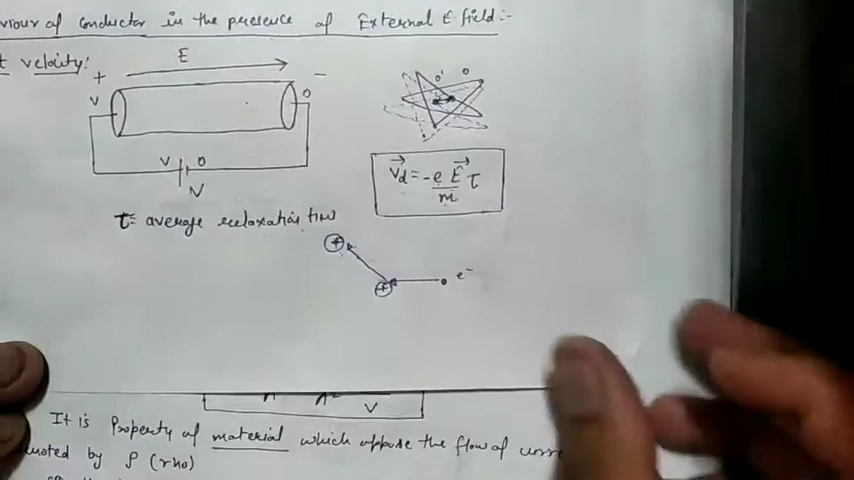 viour of conductor in the presence of External E field:-
t velocity:
E
+ −
V O
V O
V
O' O
Vd = -eE/m τ
τ = average relaxation time
+
+ e⁻
V
It is Property of material which oppose the flow of curre
noted by ρ (rho)